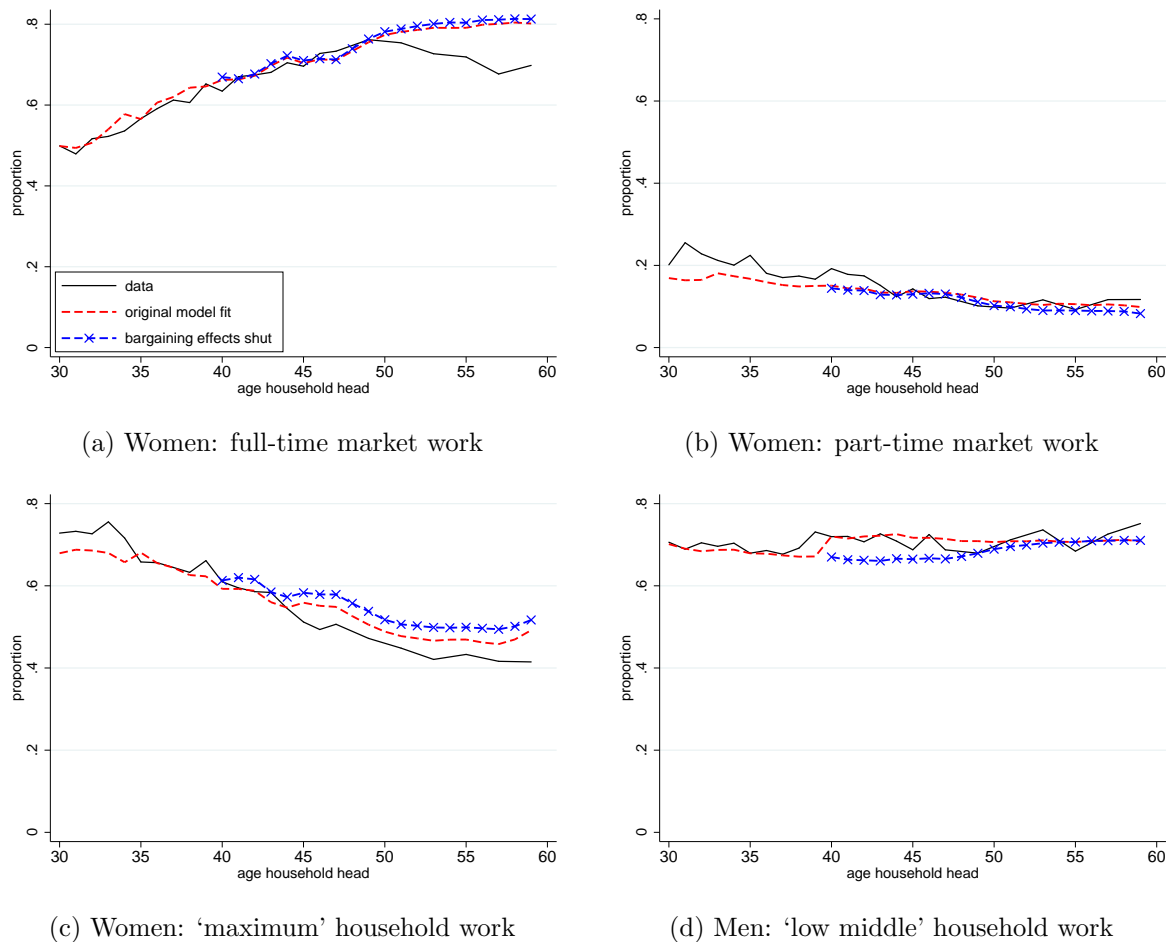 .8
.6
.4
.2
0
proportion
data
original model fit
bargaining effects shut
30 35 40 45 50 55 60
age household head
(a) Women: full-time market work
.8
.6
.4
.2
0
proportion
30 35 40 45 50 55 60
age household head
(b) Women: part-time market work
.8
.6
.4
.2
0
proportion
30 35 40 45 50 55 60
age household head
(c) Women: ‘maximum’ household work
.8
.6
.4
.2
0
proportion
30 35 40 45 50 55 60
age household head
(d) Men: ‘low middle’ household work